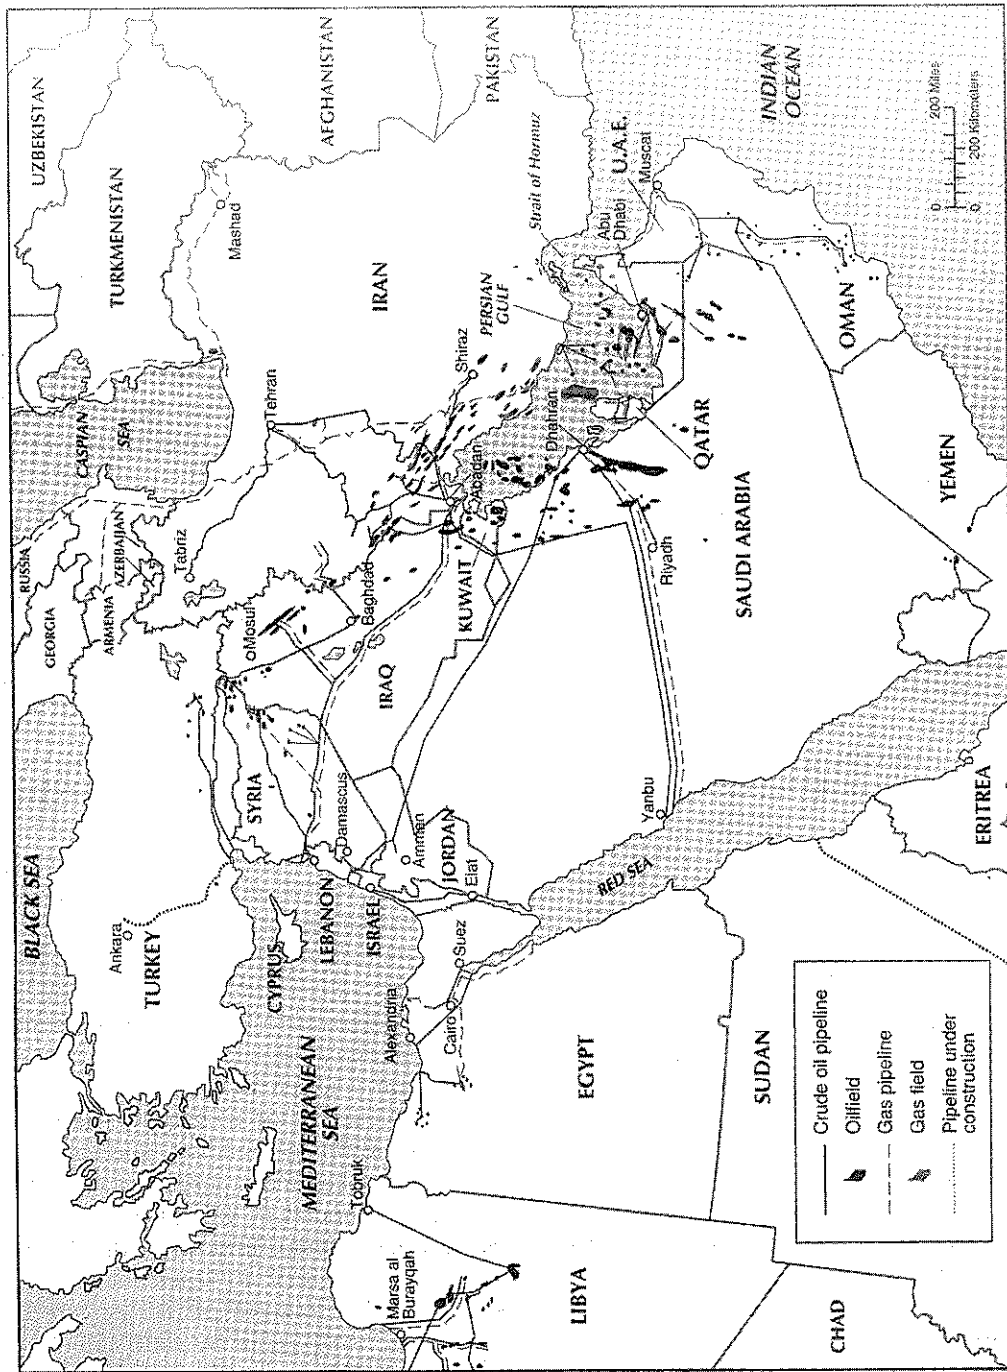 BLACK SEA
RUSSIA
GEORGIA
ARMENIA
AZERBAIJAN
CASPIAN
SEA
UZBEKISTAN
TURKMENISTAN
AFGHANISTAN
PAKISTAN
Ankara
TURKEY
Tabriz
Mashad
Mosul
Tehran
IRAN
CYPRUS
SYRIA
LEBANON
Damascus
Baghdad
IRAQ
ISRAEL
Ammen
JORDAN
Elat
MEDITERRANEAN
SEA
Tobruk
Marsa al
Burayqah
Alexandria
Cairo
Suez
KUWAIT
Abadan
Shiraz
PERSIAN
GULF
Strait of Hormuz
Dhahran
Abu
Dhabi
U.A.E.
Muscat
QATAR
Riyadh
SAUDI ARABIA
Yanbu
RED SEA
LIBYA
EGYPT
CHAD
SUDAN
ERITREA
YEMEN
OMAN
INDIAN
OCEAN
0 200 Miles
0 200 Kilometers
Crude oil pipeline
Oilfield
Gas pipeline
Gas field
Pipeline under
construction